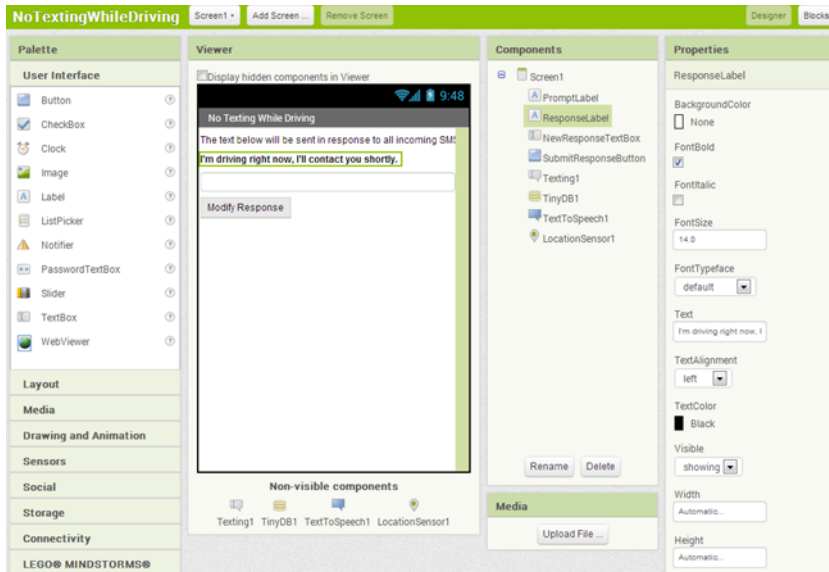 NoTextingWhileDriving
Screen1
Add Screen ...
Remove Screen
Designer
Blocks
Palette
User Interface
Button
CheckBox
Clock
Image
Label
ListPicker
Notifier
PasswordTextBox
Slider
TextBox
WebViewer
Layout
Media
Drawing and Animation
Sensors
Social
Storage
Connectivity
LEGO® MINDSTORMS®
Viewer
Display hidden components in Viewer
9:48
No Texting While Driving
The text below will be sent in response to all incoming SMS
I'm driving right now, I'll contact you shortly.
Modify Response
Non-visible components
Texting1 TinyDB1 TextToSpeech1 LocationSensor1
Components
Screen1
PromptLabel
ResponseLabel
NewResponseTextBox
SubmitResponseButton
Texting1
TinyDB1
TextToSpeech1
LocationSensor1
Rename
Delete
Media
Upload File ...
Properties
ResponseLabel
BackgroundColor
None
FontBold
FontItalic
FontSize
14.0
FontTypeface
default
Text
I'm driving right now, I
TextAlignment
left
TextColor
Black
Visible
showing
Width
Automatic...
Height
Automatic...